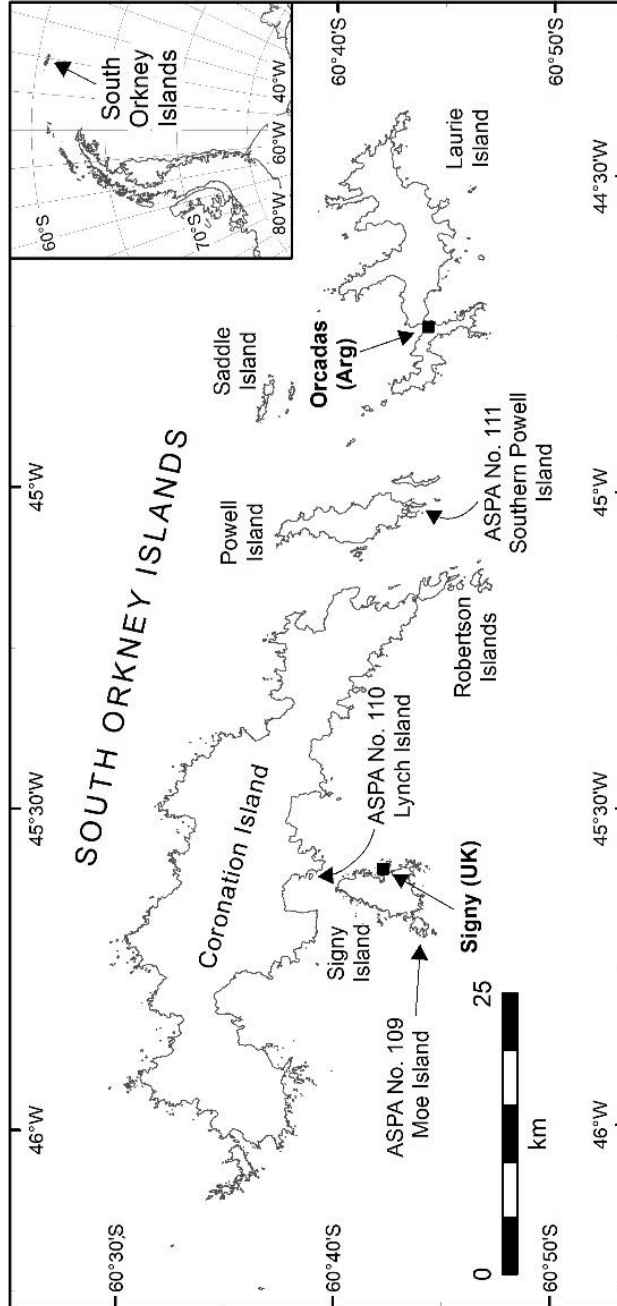 46°W
45°30'W
45°W
60°30'S
60°40'S
60°50'S
60°40'S
60°50'S
46°W
45°30'W
45°W
44°30'W
SOUTH ORKNEY ISLANDS
Coronation Island
Powell
Island
Saddle
Island
Laurie
Island
Orcadas
(Arg)
ASPA No. 111
Southern Powell
Island
Robertson
Islands
ASPA No. 110
Lynch Island
Signy
Island
Signy (UK)
ASPA No. 109
Moe Island
0
25
km
60°S
70°S
80°W
60°W
40°W
South
Orkney
Islands